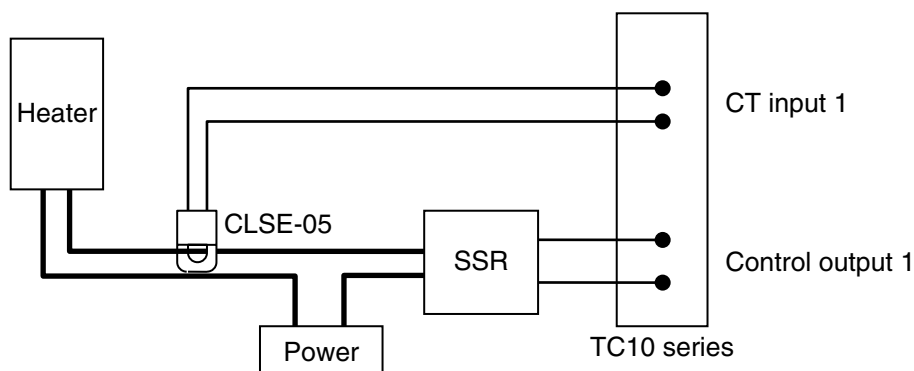 Heater
CT input 1
CLSE-05
SSR
Control output 1
Power
TC10 series